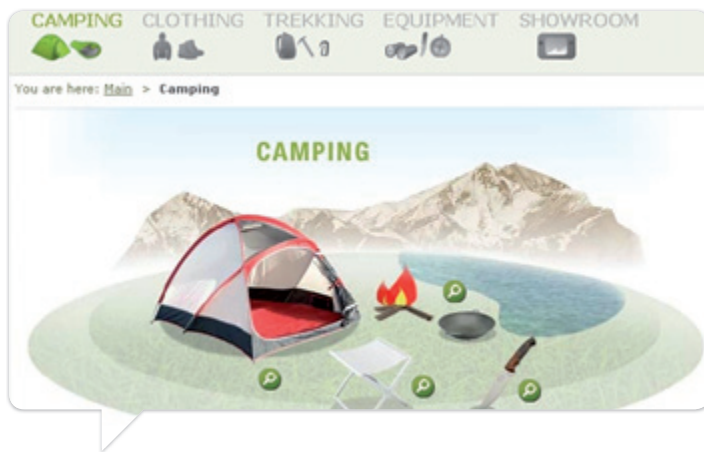 CAMPING CLOTHING TREKKING EQUIPMENT SHOWROOM
You are here: Main > Camping
CAMPING